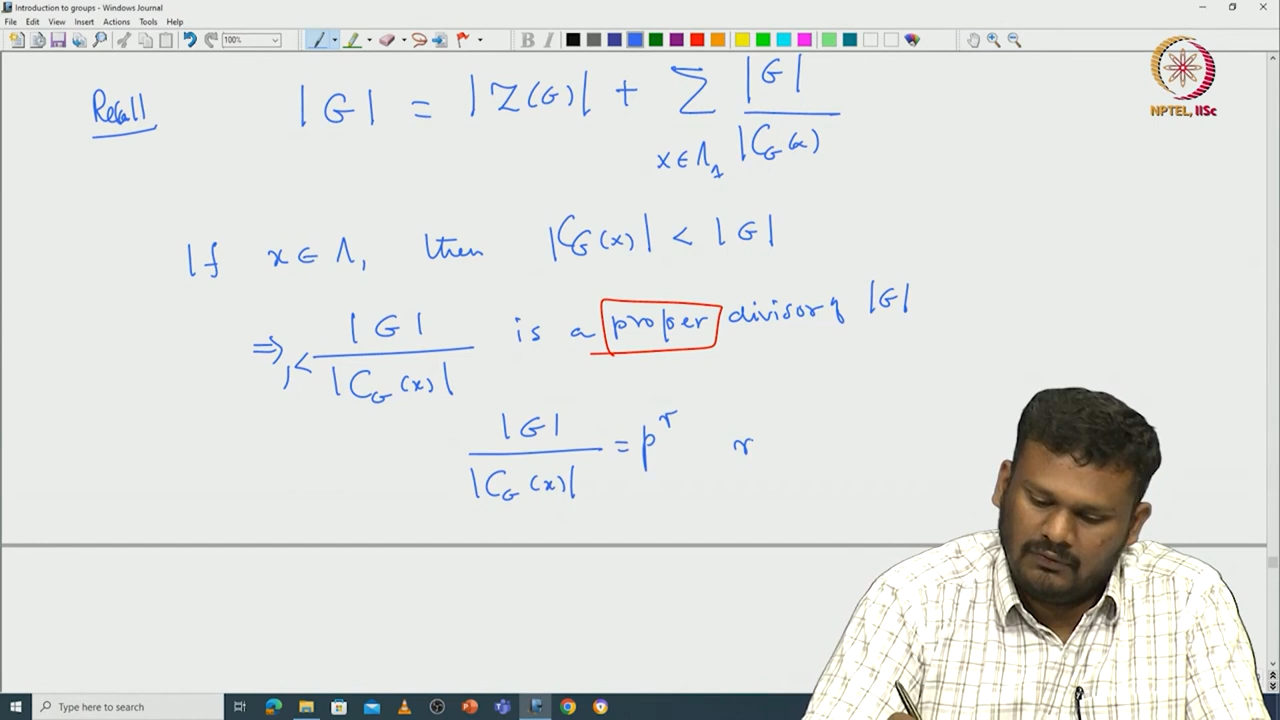 Introduction to groups - Windows Journal
File Edit View Insert Actions Tools Help
100%
B I
NPTEL, IISc
Recall |G| = |Z(G)| + ∑ x∈Λ₁ |G| / |C_G(x)
If x∈Λ, then |C_G(x)| < |G|
⇒ 1< |G| / |C_G(x)| is a proper divisor of |G|
|G| / |C_G(x)| = p^r r
Type here to search